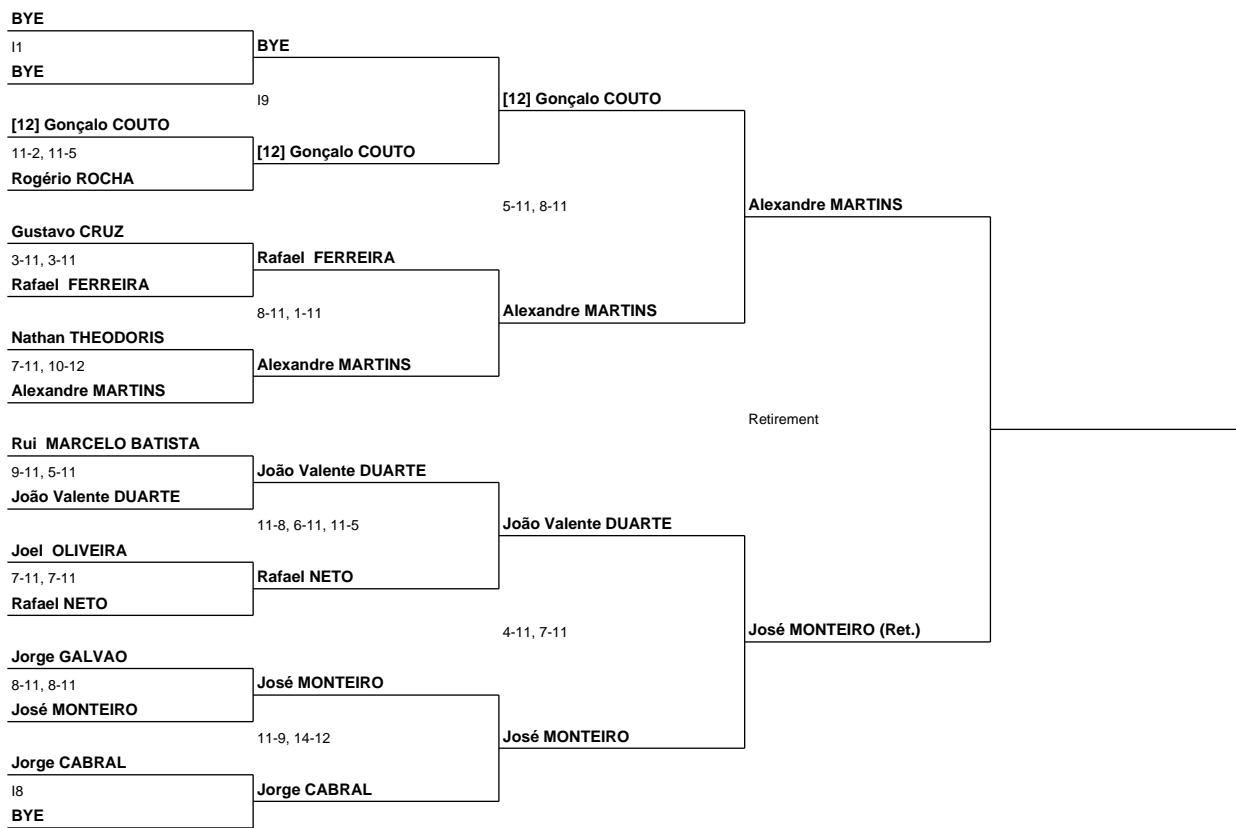 BYE
I1
BYE
BYE
I9
[12] Gonçalo COUTO
[12] Gonçalo COUTO
11-2, 11-5
[12] Gonçalo COUTO
Rogério ROCHA
5-11, 8-11
Alexandre MARTINS
Gustavo CRUZ
3-11, 3-11
Rafael  FERREIRA
Rafael  FERREIRA
8-11, 1-11
Alexandre MARTINS
Nathan THEODORIS
7-11, 10-12
Alexandre MARTINS
Alexandre MARTINS
Retirement
Rui  MARCELO BATISTA
9-11, 5-11
João Valente DUARTE
João Valente DUARTE
11-8, 6-11, 11-5
João Valente DUARTE
Joel  OLIVEIRA
7-11, 7-11
Rafael NETO
Rafael NETO
4-11, 7-11
José MONTEIRO (Ret.)
Jorge GALVAO
8-11, 8-11
José MONTEIRO
José MONTEIRO
11-9, 14-12
José MONTEIRO
Jorge CABRAL
I8
Jorge CABRAL
BYE